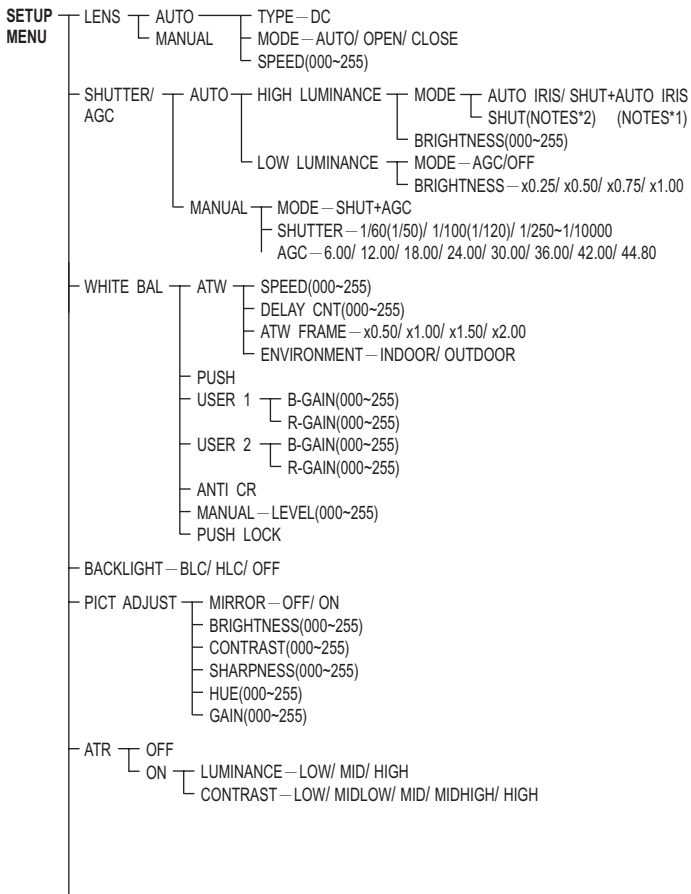 SETUP MENU LENS AUTO TYPE—DC
MANUAL MODE—AUTO/ OPEN/ CLOSE
SPEED(000~255)
SHUTTER/ AGC AUTO HIGH LUMINANCE MODE AUTO IRIS/ SHUT+AUTO IRIS
SHUT(NOTES*2) (NOTES*1)
BRIGHTNESS(000~255)
LOW LUMINANCE MODE—AGC/OFF
BRIGHTNESS—x0.25/ x0.50/ x0.75/ x1.00
MANUAL MODE—SHUT+AGC
SHUTTER—1/60(1/50)/ 1/100(1/120)/ 1/250~1/10000
AGC—6.00/ 12.00/ 18.00/ 24.00/ 30.00/ 36.00/ 42.00/ 44.80
WHITE BAL ATW SPEED(000~255)
DELAY CNT(000~255)
ATW FRAME—x0.50/ x1.00/ x1.50/ x2.00
ENVIRONMENT—INDOOR/ OUTDOOR
PUSH
USER 1 B-GAIN(000~255)
R-GAIN(000~255)
USER 2 B-GAIN(000~255)
R-GAIN(000~255)
ANTI CR
MANUAL—LEVEL(000~255)
PUSH LOCK
BACKLIGHT—BLC/ HLC/ OFF
PICT ADJUST MIRROR—OFF/ ON
BRIGHTNESS(000~255)
CONTRAST(000~255)
SHARPNESS(000~255)
HUE(000~255)
GAIN(000~255)
ATR OFF
ON LUMINANCE—LOW/ MID/ HIGH
CONTRAST—LOW/ MIDLOW/ MID/ MIDHIGH/ HIGH